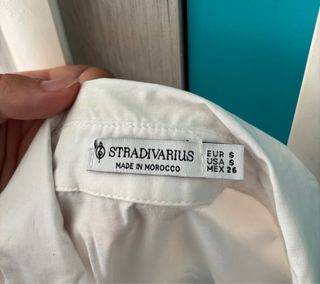 STRADIVARIUS
MADE IN MOROCCO
EUR S
USA S
MEX 26